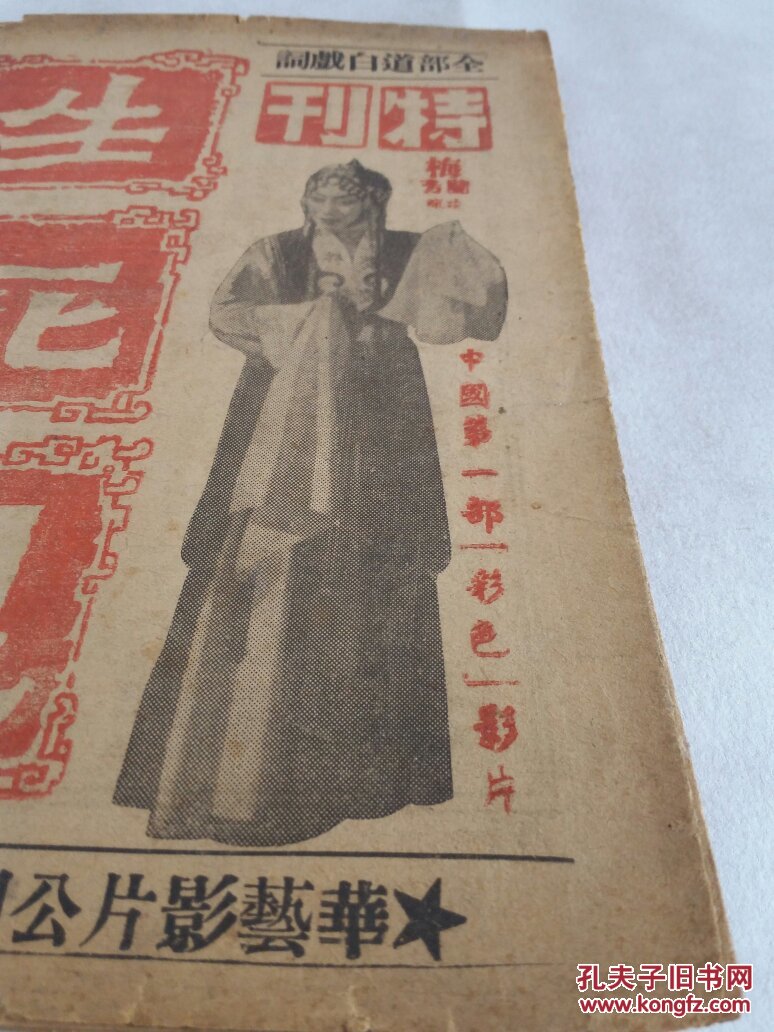 全部道白戲詞
特刊
梅蘭芳
中國第一部「彩色」影片
生
★華藝影片公
孔夫子旧书网
www.kongfz.com